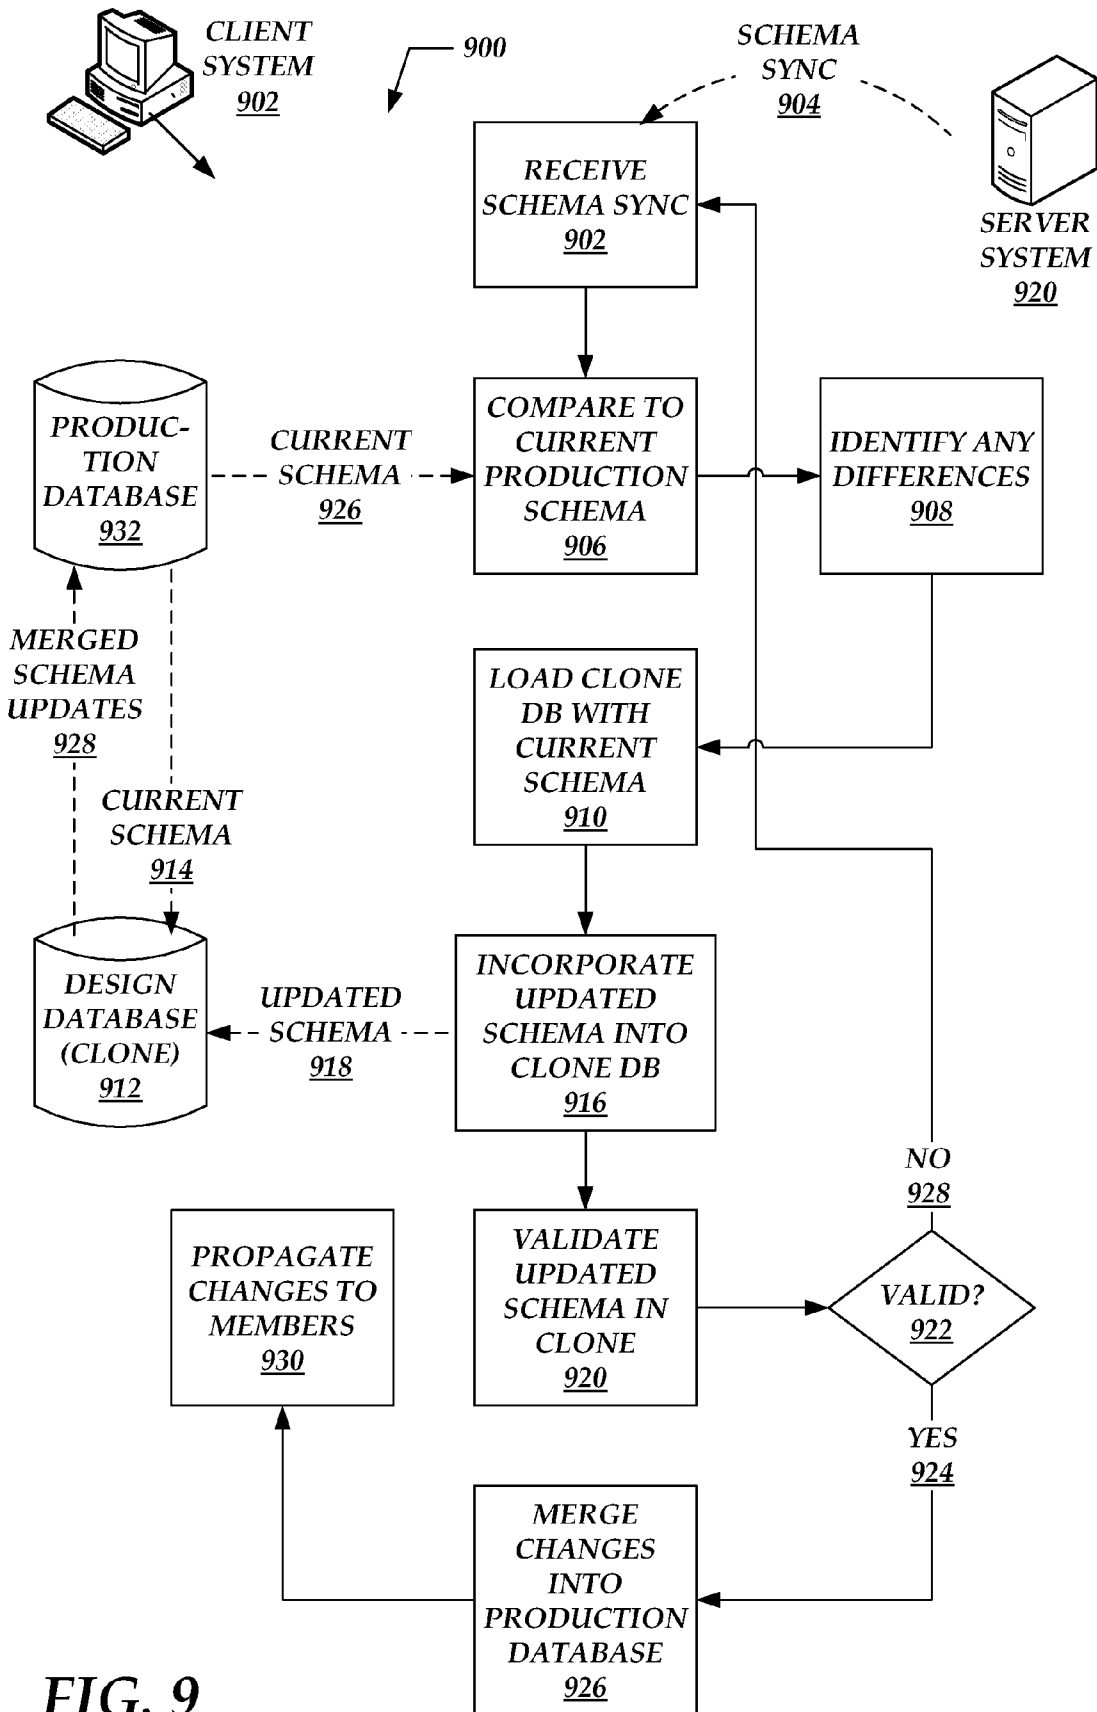 CLIENT
SYSTEM
902
900
SCHEMA
SYNC
904
SERVER
SYSTEM
920
RECEIVE
SCHEMA SYNC
902
PRODUC-
TION
DATABASE
932
CURRENT
SCHEMA
926
COMPARE TO
CURRENT
PRODUCTION
SCHEMA
906
IDENTIFY ANY
DIFFERENCES
908
MERGED
SCHEMA
UPDATES
928
CURRENT
SCHEMA
914
LOAD CLONE
DB WITH
CURRENT
SCHEMA
910
DESIGN
DATABASE
(CLONE)
912
UPDATED
SCHEMA
918
INCORPORATE
UPDATED
SCHEMA INTO
CLONE DB
916
NO
928
PROPAGATE
CHANGES TO
MEMBERS
930
VALIDATE
UPDATED
SCHEMA IN
CLONE
920
VALID?
922
YES
924
MERGE
CHANGES
INTO
PRODUCTION
DATABASE
926
FIG. 9